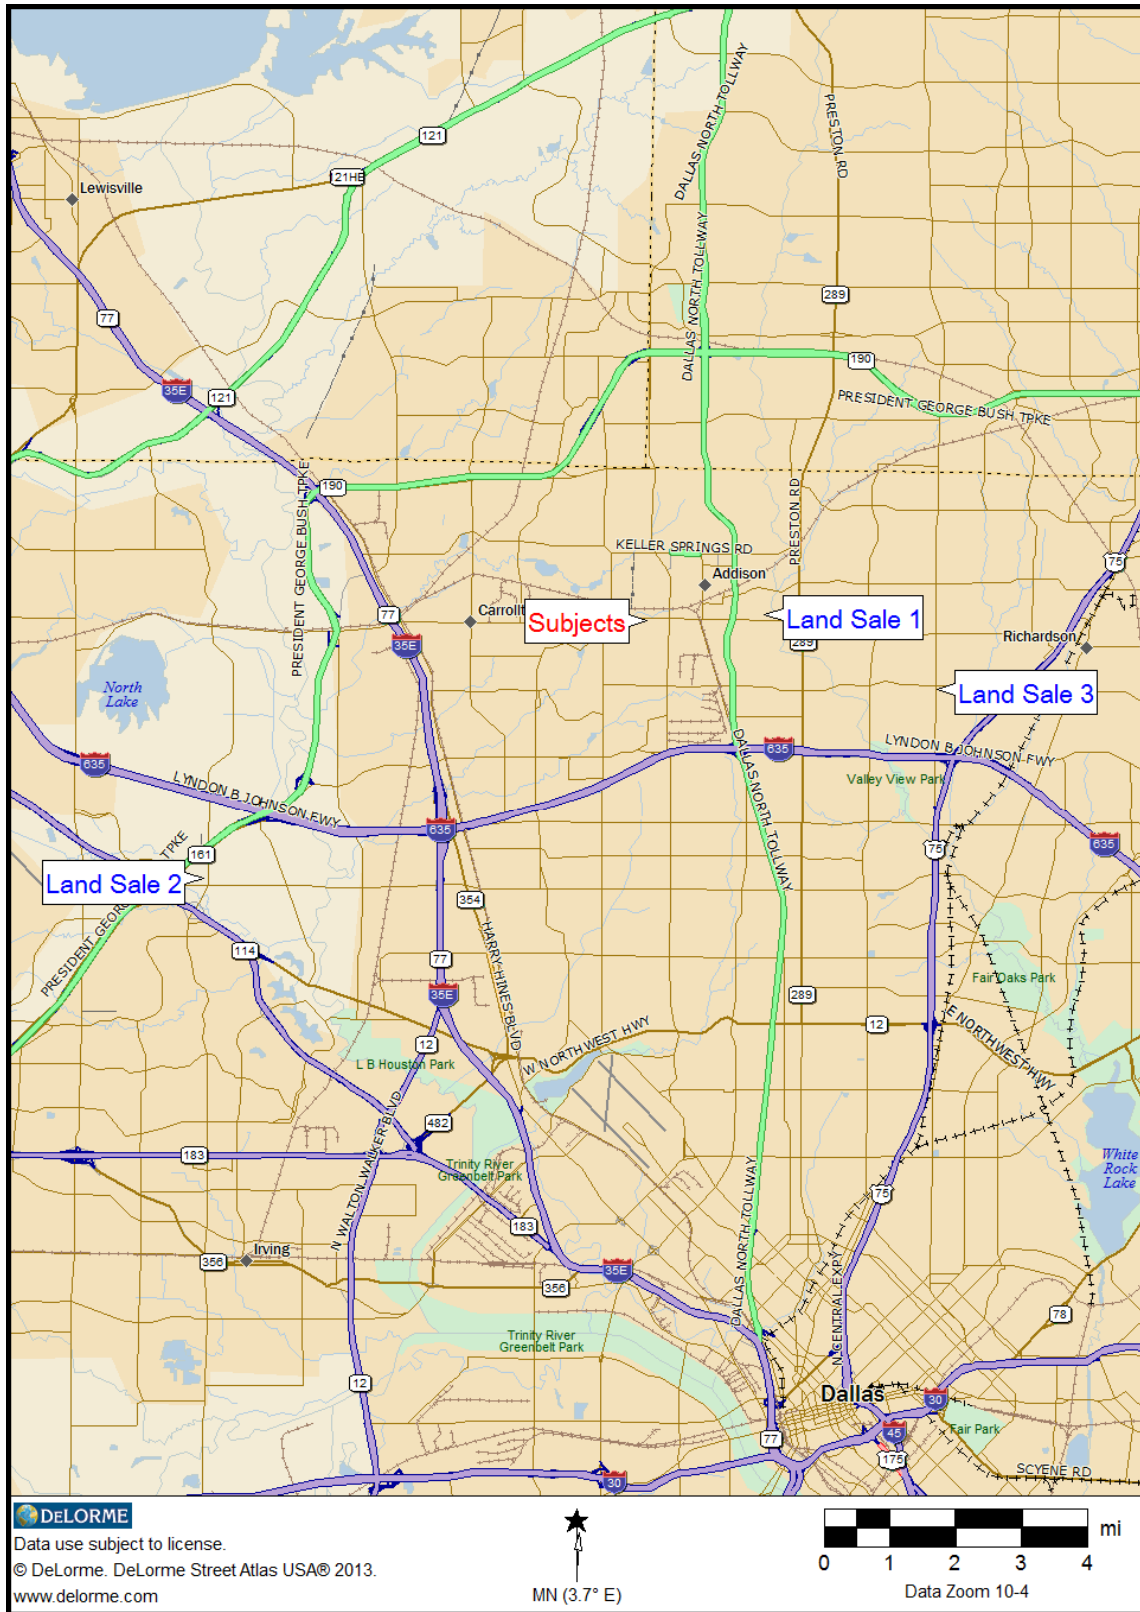 DALLAS NORTH TOLLWAY
PRESTON RD
121
121HB
Lewisville
DALLAS NORTH TOLLWAY
289
77
DALLAS NORTH TOLLWAY
190
35E
121
PRESIDENT GEORGE BUSH TPKE
190
PRESIDENT GEORGE BUSH TPKE
PRESTON RD
KELLER SPRINGS RD
75
Addison
77
Carrollt
Subjects
Land Sale 1
289
Richardson
35E
North
Lake
Land Sale 3
635
LYNDON B JOHNSON FWY
635
DALLAS NORTH TOLLWAY
LYNDON B JOHNSON FWY
Valley View Park
635
161
TPKE
75
635
Land Sale 2
PRESIDENT GEORG
354
HARRY HINES BLVD
114
77
35E
289
Fair Oaks Park
12
12
E NORTHWEST HWY
W NORTHWEST HWY
L B Houston Park
N WALTON WALKER BLVD
482
183
Trinity River
Greenbelt Park
White
Rock
Lake
75
DALLAS NORTH TOLLWAY
183
Irving
356
35E
356
N CENTRAL EXPY
78
Trinity River
Greenbelt Park
12
Dallas
30
Fair Park
45
77
175
SCYENE RD
30
DELORME
Data use subject to license.
© DeLorme. DeLorme Street Atlas USA® 2013.
www.delorme.com
MN (3.7° E)
mi
0 1 2 3 4
Data Zoom 10-4